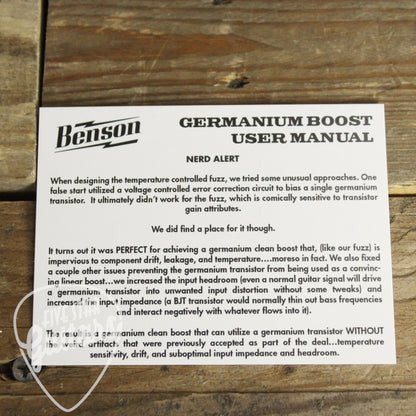 Benson
GERMANIUM BOOST
USER MANUAL
NERD ALERT
When designing the temperature controlled fuzz, we tried some unusual approaches. One
false start utilized a voltage controlled error correction circuit to bias a single germanium
transistor. It ultimately didn't work for the fuzz, which is comically sensitive to transistor
gain attributes.
We did find a place for it though.
It turns out it was PERFECT for achieving a germanium clean boost that, (like our fuzz) is
impervious to component drift, leakage, and temperature....moreso in fact. We also fixed
a couple other issues preventing the germanium transistor from being used as a convinc-
ing linear boost...we increased the input headroom (even a normal guitar signal will drive
a germanium transistor into unwanted input distortion without some tweaks) and
increased the input impedance (a BJT transistor would normally thin out bass frequencies
and interact negatively with whatever flows into it).
The result is a germanium clean boost that can utilize a germanium transistor WITHOUT
the weird artifacts that were previously accepted as part of the deal...temperature
sensitivity, drift, and suboptimal input impedance and headroom.
FIVE STAR
Guitars